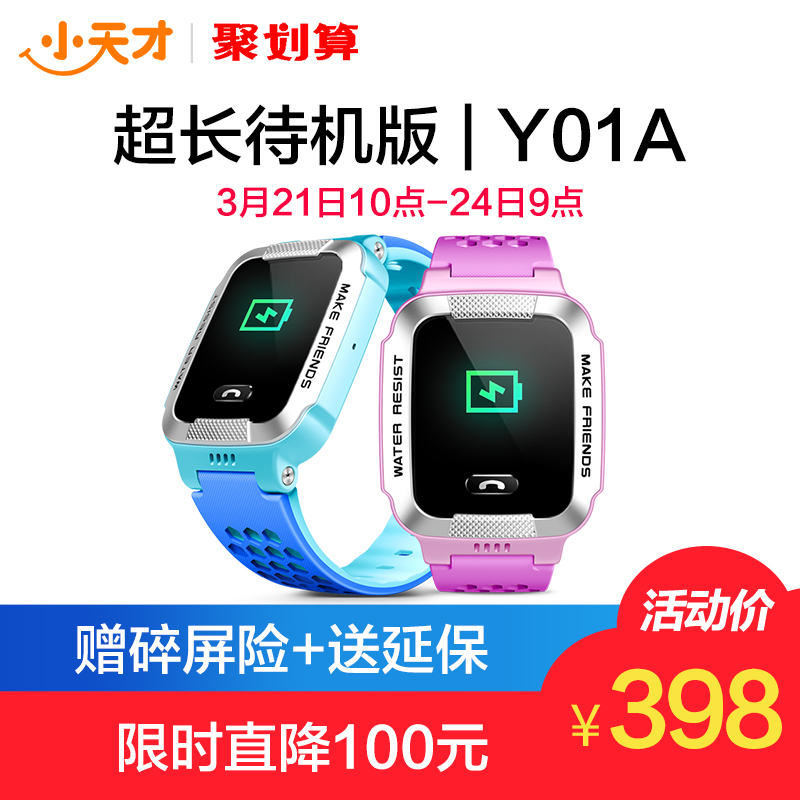 小天才 | 聚划算
超长待机版 | Y01A
3月21日10点-24日9点
WATER RESIST
MAKE FRIENDS
WATER RESIST
MAKE FRIENDS
赠碎屏险+送延保
限时直降100元
活动价
¥398